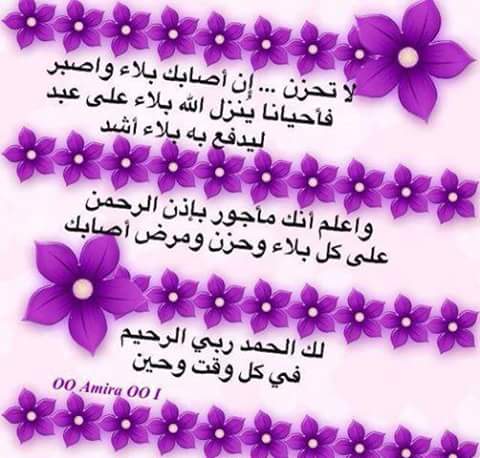 لا تحزن ... إن أصابك بلاء واصبر
فأحيانا ينزل الله بلاء على عبد
ليدفع به بلاء أشد
واعلم أنك مأجور بإذن الرحمن
على كل بلاء وحزن ومرض أصابك
لك الحمد ربي الرحيم
في كل وقت وحين
OO Amira OO I